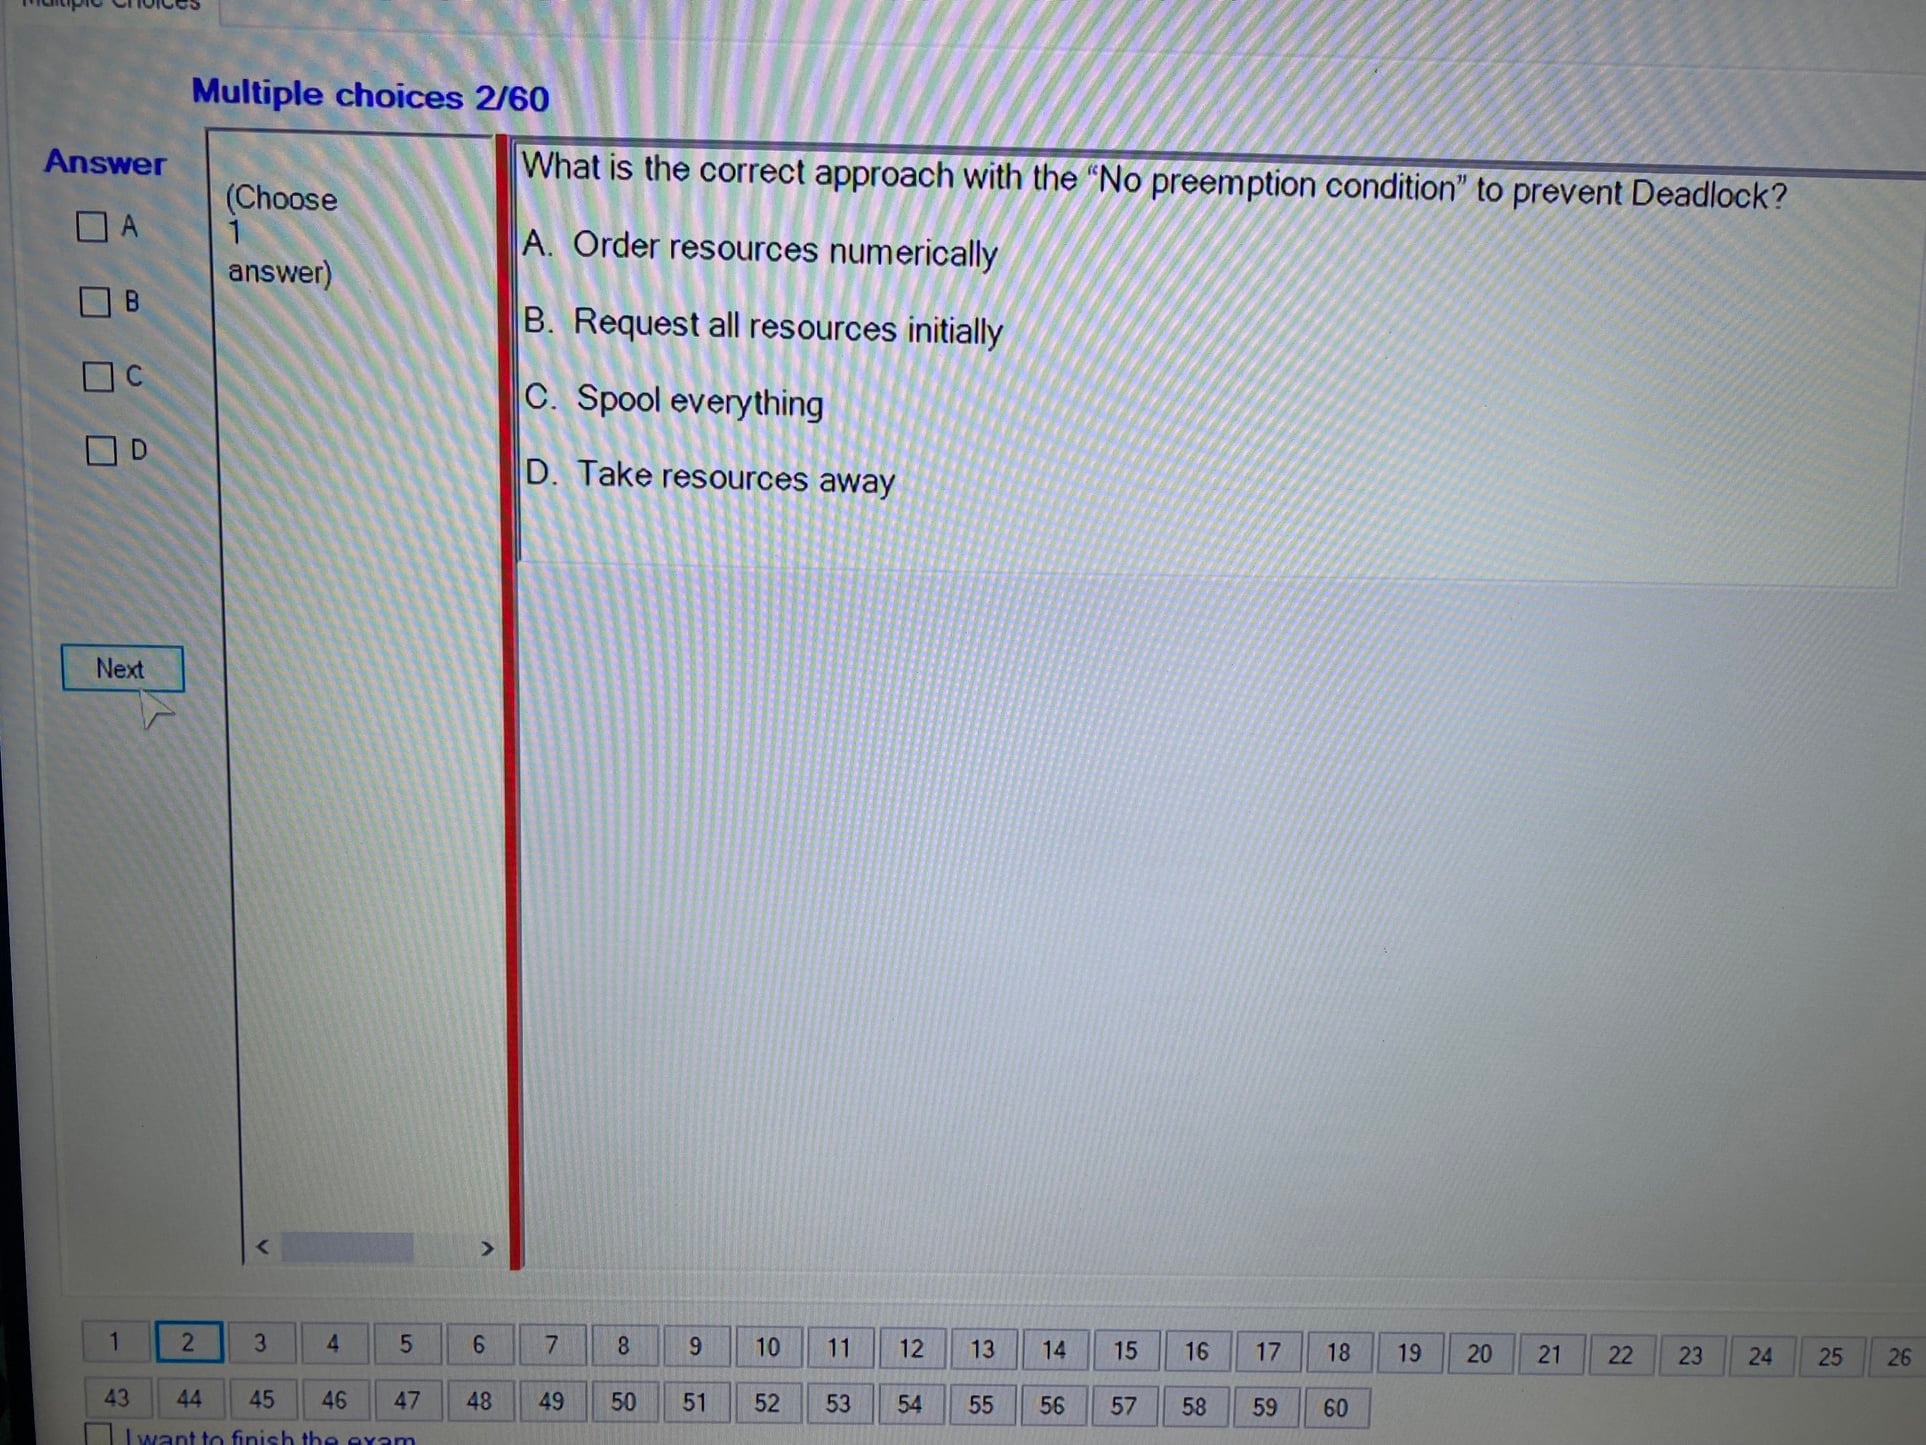 Multiple Choices
Multiple choices 2/60
Answer
A
B
C
D
(Choose
1
answer)
What is the correct approach with the “No preemption condition” to prevent Deadlock?
A. Order resources numerically
B. Request all resources initially
C. Spool everything
D. Take resources away
Next
< >
1 2 3 4 5 6 7 8 9 10 11 12 13 14 15 16 17 18 19 20 21 22 23 24 25 26
43 44 45 46 47 48 49 50 51 52 53 54 55 56 57 58 59 60
I want to finish the exam